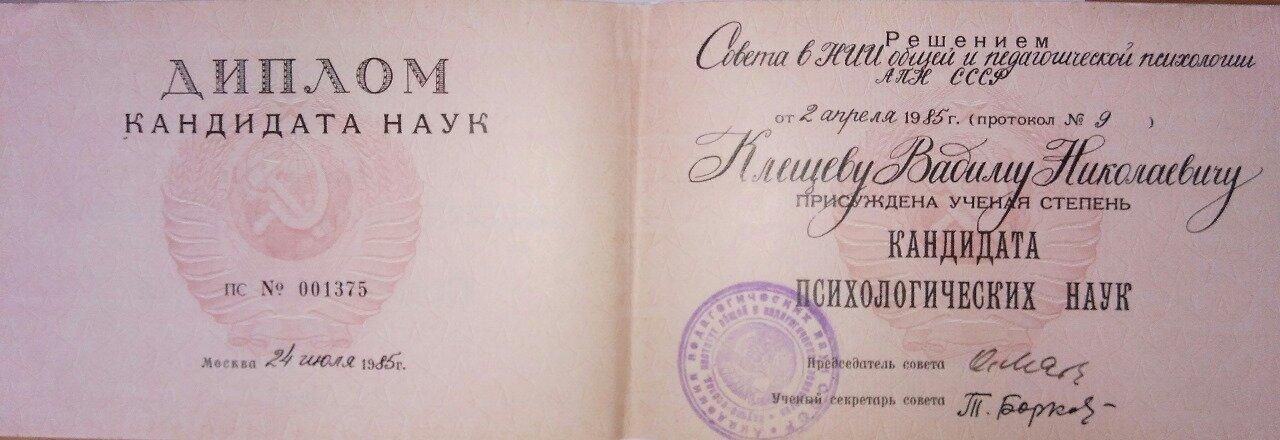 ДИПЛОМ
КАНДИДАТА НАУК
ПС № 001375
Москва 24 июля 1985г.
Решением
Совета в НИИ общей и педагогической психологии
АПН СССР
от 2 апреля 1985г. (протокол № 9 )
Клещеву Вадиму Николаевичу
ПРИСУЖДЕНА УЧЕНАЯ СТЕПЕНЬ
КАНДИДАТА
ПСИХОЛОГИЧЕСКИХ НАУК
Председатель совета
Ученый секретарь совета